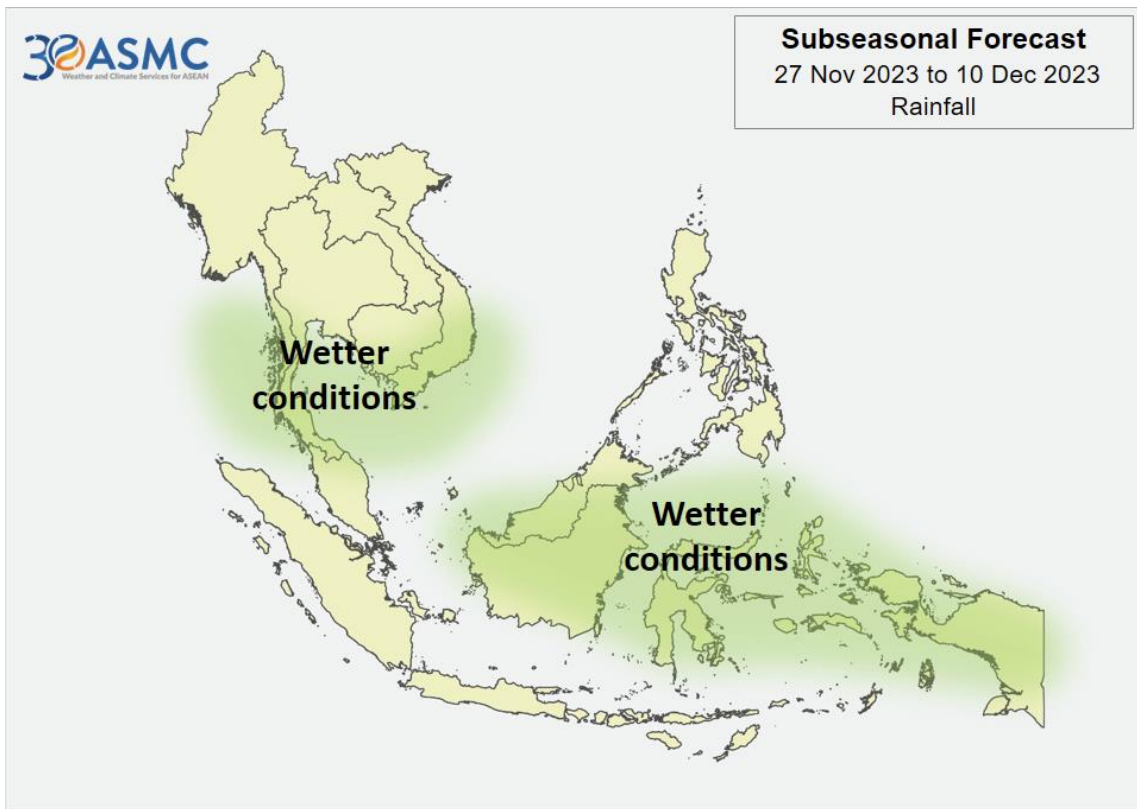 30 ASMC
Weather and Climate Services for ASEAN
Subseasonal Forecast
27 Nov 2023 to 10 Dec 2023
Rainfall
Wetter
conditions
Wetter
conditions